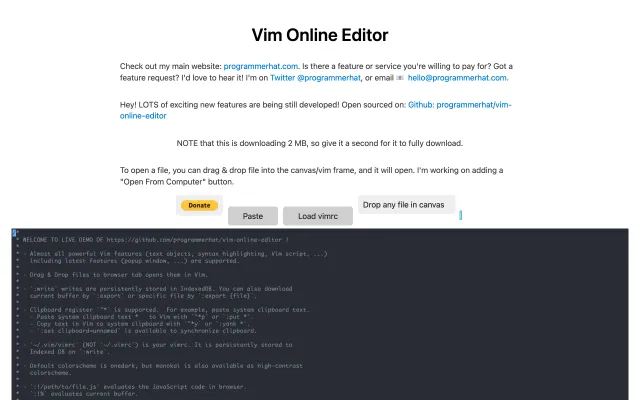 Vim Online Editor
Check out my main website: programmerhat.com. Is there a feature or service you're willing to pay for? Got a
feature request? I'd love to hear it! I'm on Twitter @programmerhat, or email 📧 hello@programmerhat.com.
Hey! LOTS of exciting new features are being still developed! Open sourced on: Github: programmerhat/vim-
online-editor
NOTE that this is downloading 2 MB, so give it a second for it to fully download.
To open a file, you can drag & drop file into the canvas/vim frame, and it will open. I'm working on adding a
"Open From Computer" button.
Donate
Paste
Load vimrc
Drop any file in canvas
/*
* WELCOME TO LIVE DEMO OF https://github.com/programmerhat/vim-online-editor !
*
* - Almost all powerful Vim features (text objects, syntax highlighting, Vim script, ...)
*   including latest features (popup window, ...) are supported.
*
* - Drag & Drop files to browser tab opens them in Vim.
*
* - `:write` writes are persistently stored in IndexedDB. You can also download
*   current buffer by `:export` or specific file by `:export {file}`.
*
* - Clipboard register `"*` is supported.  For example, paste system clipboard.
*   - Paste system clipboard text *   to Vim with `"*p` or `:put *`.
*   - Copy text in Vim to system clipboard with `"*y` or `:yank *`.
*   - `:set clipboard=unnamed` is available to synchronize clipboard.
*
* - `~/.vim/vimrc` (NOT `~/.vimrc`) is your vimrc. It is persistently stored to
*   Indexed DB on `:write`.
*
* - Default colorscheme is onedark, but monokai is also available as high-contrast
*   colorscheme.
*
* - `:!/path/to/file.js` evaluates the JavaScript code in browser.
*   `:!%` evaluates current buffer.
*